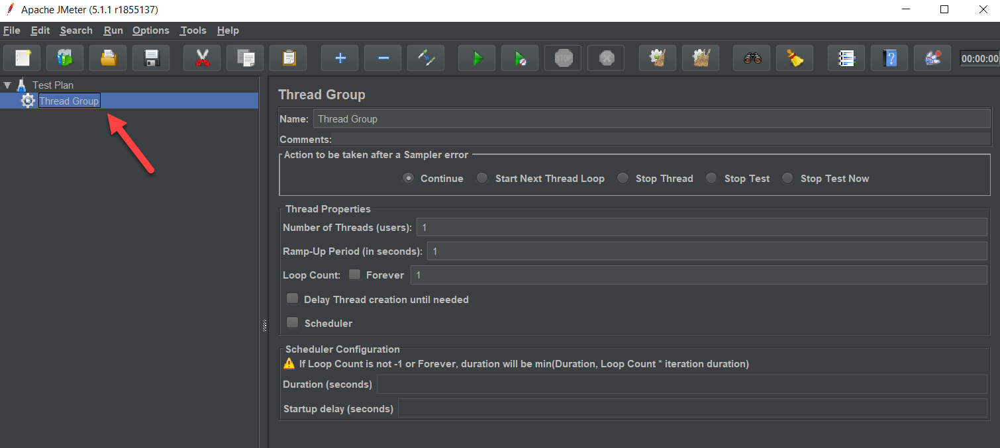 Apache JMeter (5.1.1 r1855137)
File Edit Search Run Options Tools Help
STOP
00:00:00
Test Plan
Thread Group
Thread Group
Name: Thread Group
Comments:
Action to be taken after a Sampler error
Continue Start Next Thread Loop Stop Thread Stop Test Stop Test Now
Thread Properties
Number of Threads (users): 1
Ramp-Up Period (in seconds): 1
Loop Count: Forever 1
Delay Thread creation until needed
Scheduler
Scheduler Configuration
If Loop Count is not -1 or Forever, duration will be min(Duration, Loop Count * iteration duration)
Duration (seconds)
Startup delay (seconds)